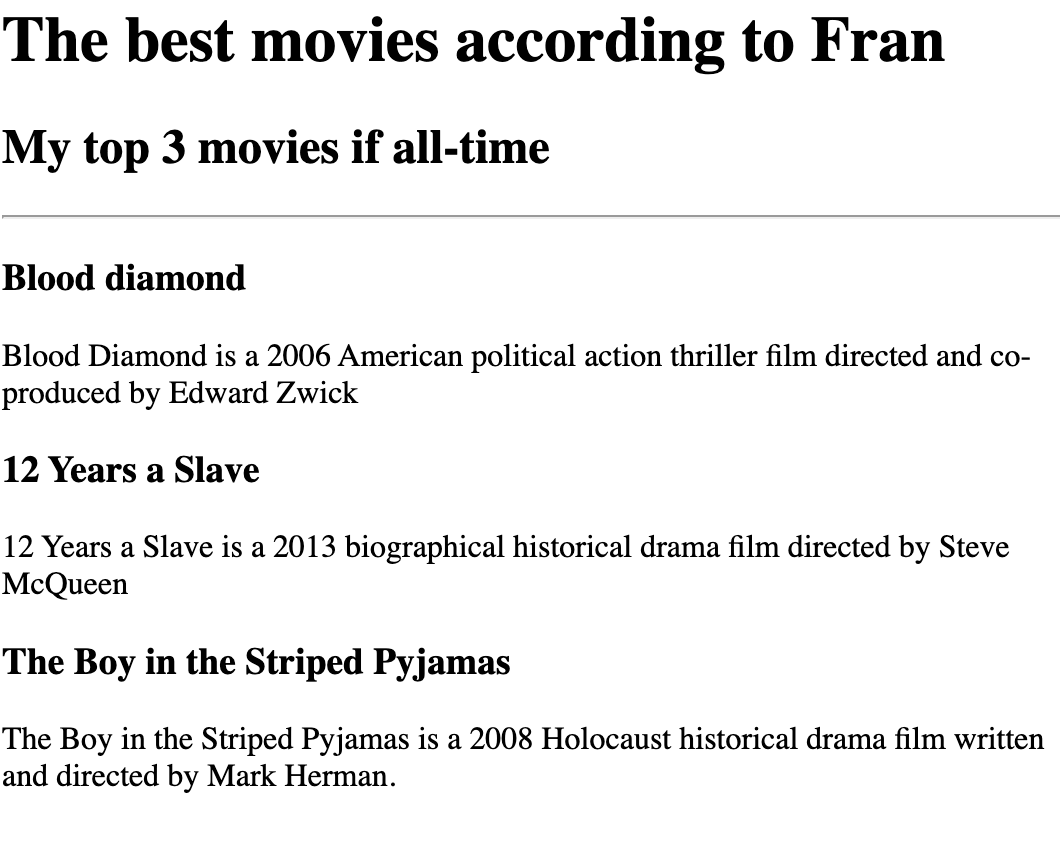 The best movies according to Fran
My top 3 movies if all-time
Blood diamond
Blood Diamond is a 2006 American political action thriller film directed and co-
produced by Edward Zwick
12 Years a Slave
12 Years a Slave is a 2013 biographical historical drama film directed by Steve
McQueen
The Boy in the Striped Pyjamas
The Boy in the Striped Pyjamas is a 2008 Holocaust historical drama film written
and directed by Mark Herman.